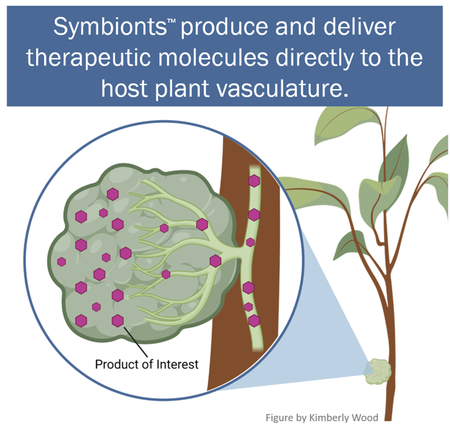 Symbionts™ produce and deliver
therapeutic molecules directly to the
host plant vasculature.
Product of Interest
Figure by Kimberly Wood